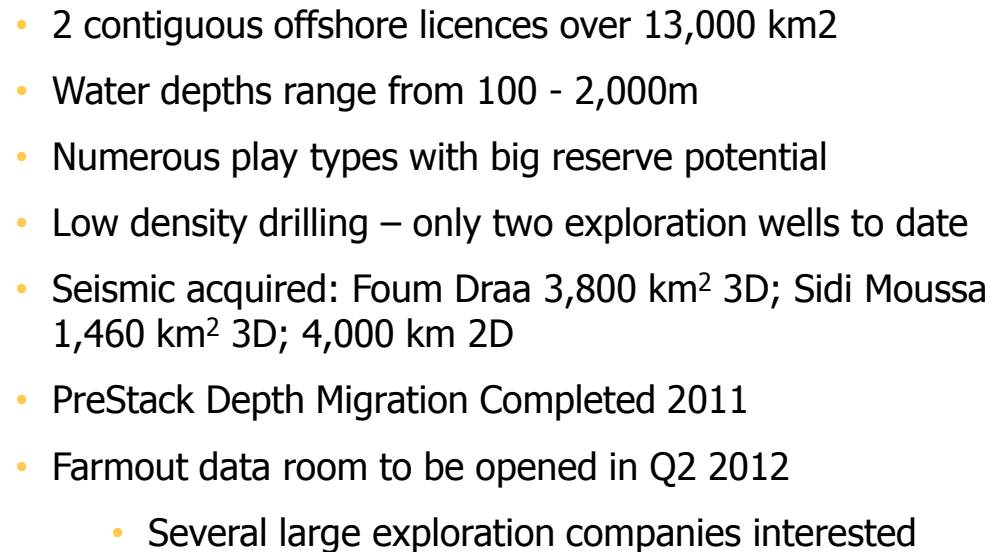 • 2 contiguous offshore licences over 13,000 km2
• Water depths range from 100 - 2,000m
• Numerous play types with big reserve potential
• Low density drilling – only two exploration wells to date
• Seismic acquired: Foum Draa 3,800 km² 3D; Sidi Moussa
1,460 km² 3D; 4,000 km 2D
• PreStack Depth Migration Completed 2011
• Farmout data room to be opened in Q2 2012
• Several large exploration companies interested